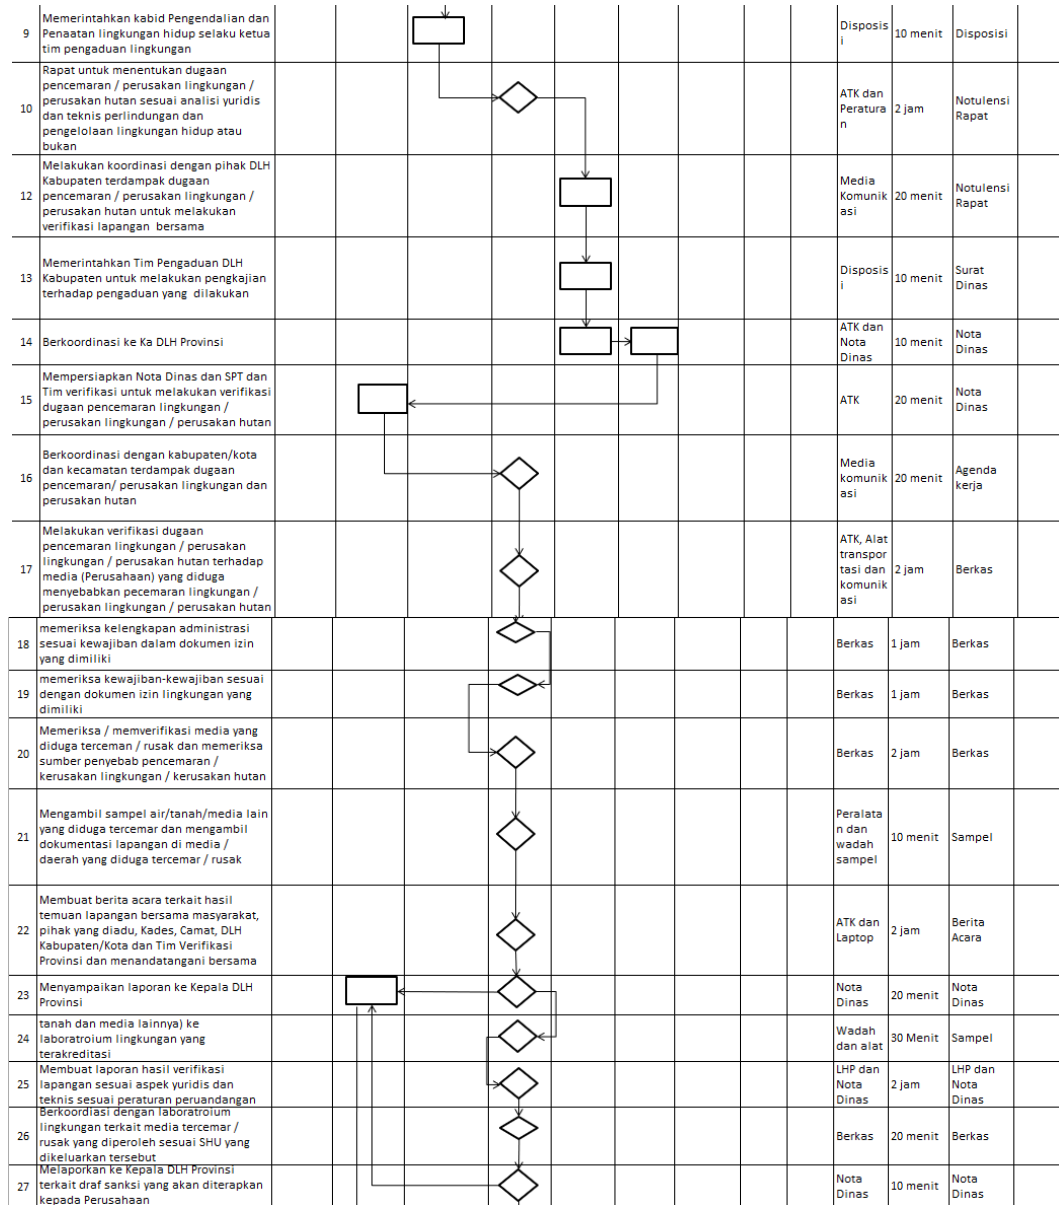 9
Memerintahkan kabid Pengendalian dan
Penaatan lingkungan hidup selaku ketua
tim pengaduan lingkungan
Disposis
i
10 menit
Disposisi
10
Rapat untuk menentukan dugaan
pencemaran / perusakan lingkungan /
perusakan hutan sesuai analisi yuridis
dan teknis perlindungan dan
pengelolaan lingkungan hidup atau
bukan
ATK dan
Peratura
n
2 jam
Notulensi
Rapat
12
Melakukan koordinasi dengan pihak DLH
Kabupaten terdampak dugaan
pencemaran / perusakan lingkungan /
perusakan hutan untuk melakukan
verifikasi lapangan bersama
Media
Komunik
asi
20 menit
Notulensi
Rapat
13
Memerintahkan Tim Pengaduan DLH
Kabupaten untuk melakukan pengkajian
terhadap pengaduan yang dilakukan
Disposis
i
10 menit
Surat
Dinas
14
Berkoordinasi ke Ka DLH Provinsi
ATK dan
Nota
Dinas
10 menit
Nota
Dinas
15
Mempersiapkan Nota Dinas dan SPT dan
Tim verifikasi untuk melakukan verifikasi
dugaan pencemaran lingkungan /
perusakan lingkungan / perusakan hutan
ATK
20 menit
Nota
Dinas
16
Berkoordinasi dengan kabupaten/kota
dan kecamatan terdampak dugaan
pencemaran/ perusakan lingkungan dan
perusakan hutan
Media
komunik
asi
20 menit
Agenda
kerja
17
Melakukan verifikasi dugaan
pencemaran lingkungan / perusakan
lingkungan / perusakan hutan terhadap
media (Perusahaan) yang diduga
menyebabkan pecemaran lingkungan /
perusakan lingkungan / perusakan hutan
ATK, Alat
transpor
tasi dan
komunik
asi
2 jam
Berkas
18
memeriksa kelengkapan administrasi
sesuai kewajiban dalam dokumen izin
yang dimiliki
Berkas
1 jam
Berkas
19
memeriksa kewajiban-kewajiban sesuai
dengan dokumen izin lingkungan yang
dimiliki
Berkas
1 jam
Berkas
20
Memeriksa / memverifikasi media yang
diduga terceman / rusak dan memeriksa
sumber penyebab pencemaran /
kerusakan lingkungan / kerusakan hutan
Berkas
2 jam
Berkas
21
Mengambil sampel air/tanah/media lain
yang diduga tercemar dan mengambil
dokumentasi lapangan di media /
daerah yang diduga tercemar / rusak
Peralata
n dan
wadah
sampel
10 menit
Sampel
22
Membuat berita acara terkait hasil
temuan lapangan bersama masyarakat,
pihak yang diadu, Kades, Camat, DLH
Kabupaten/Kota dan Tim Verifikasi
Provinsi dan menandatangani bersama
ATK dan
Laptop
2 jam
Berita
Acara
23
Menyampaikan laporan ke Kepala DLH
Provinsi
Nota
Dinas
20 menit
Nota
Dinas
24
tanah dan media lainnya) ke
laboratroium lingkungan yang
terakreditasi
Wadah
dan alat
30 Menit
Sampel
25
Membuat laporan hasil verifikasi
lapangan sesuai aspek yuridis dan
teknis sesuai peraturan peruandangan
LHP dan
Nota
Dinas
2 jam
LHP dan
Nota
Dinas
26
Berkoordiasi dengan laboratroium
lingkungan terkait media tercemar /
rusak yang diperoleh sesuai SHU yang
dikeluarkan tersebut
Berkas
20 menit
Berkas
27
Melaporkan ke Kepala DLH Provinsi
terkait draf sanksi yang akan diterapkan
kepada Perusahaan
Nota
Dinas
10 menit
Nota
Dinas